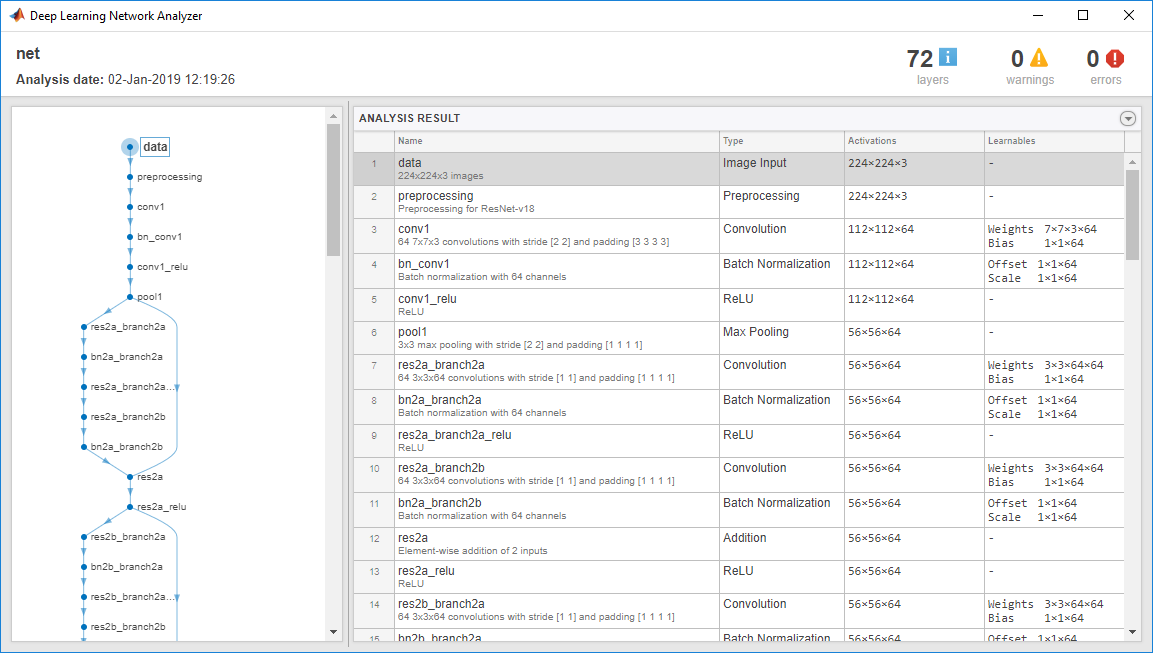 Deep Learning Network Analyzer
net
Analysis date: 02-Jan-2019 12:19:26
72 i
layers
0
warnings
0
errors
data
preprocessing
conv1
bn_conv1
conv1_relu
pool1
res2a_branch2a
bn2a_branch2a
res2a_branch2a...
res2a_branch2b
bn2a_branch2b
res2a
res2a_relu
res2b_branch2a
bn2b_branch2a
res2b_branch2a...
res2b_branch2b
ANALYSIS RESULT
Name Type Activations Learnables
1 data Image Input 224×224×3 -
224x224x3 images
2 preprocessing Preprocessing 224×224×3 -
Preprocessing for ResNet-v18
3 conv1 Convolution 112×112×64 Weights 7×7×3×64
64 7x7x3 convolutions with stride [2 2] and padding [3 3 3 3] Bias 1×1×64
4 bn_conv1 Batch Normalization 112×112×64 Offset 1×1×64
Batch normalization with 64 channels Scale 1×1×64
5 conv1_relu ReLU 112×112×64 -
ReLU
6 pool1 Max Pooling 56×56×64 -
3x3 max pooling with stride [2 2] and padding [1 1 1 1]
7 res2a_branch2a Convolution 56×56×64 Weights 3×3×64×64
64 3x3x64 convolutions with stride [1 1] and padding [1 1 1 1] Bias 1×1×64
8 bn2a_branch2a Batch Normalization 56×56×64 Offset 1×1×64
Batch normalization with 64 channels Scale 1×1×64
9 res2a_branch2a_relu ReLU 56×56×64 -
ReLU
10 res2a_branch2b Convolution 56×56×64 Weights 3×3×64×64
64 3x3x64 convolutions with stride [1 1] and padding [1 1 1 1] Bias 1×1×64
11 bn2a_branch2b Batch Normalization 56×56×64 Offset 1×1×64
Batch normalization with 64 channels Scale 1×1×64
12 res2a Addition 56×56×64 -
Element-wise addition of 2 inputs
13 res2a_relu ReLU 56×56×64 -
ReLU
14 res2b_branch2a Convolution 56×56×64 Weights 3×3×64×64
64 3x3x64 convolutions with stride [1 1] and padding [1 1 1 1] Bias 1×1×64
15 bn2b_branch2a Batch Normalization 56×56×64 Offset 1×1×64